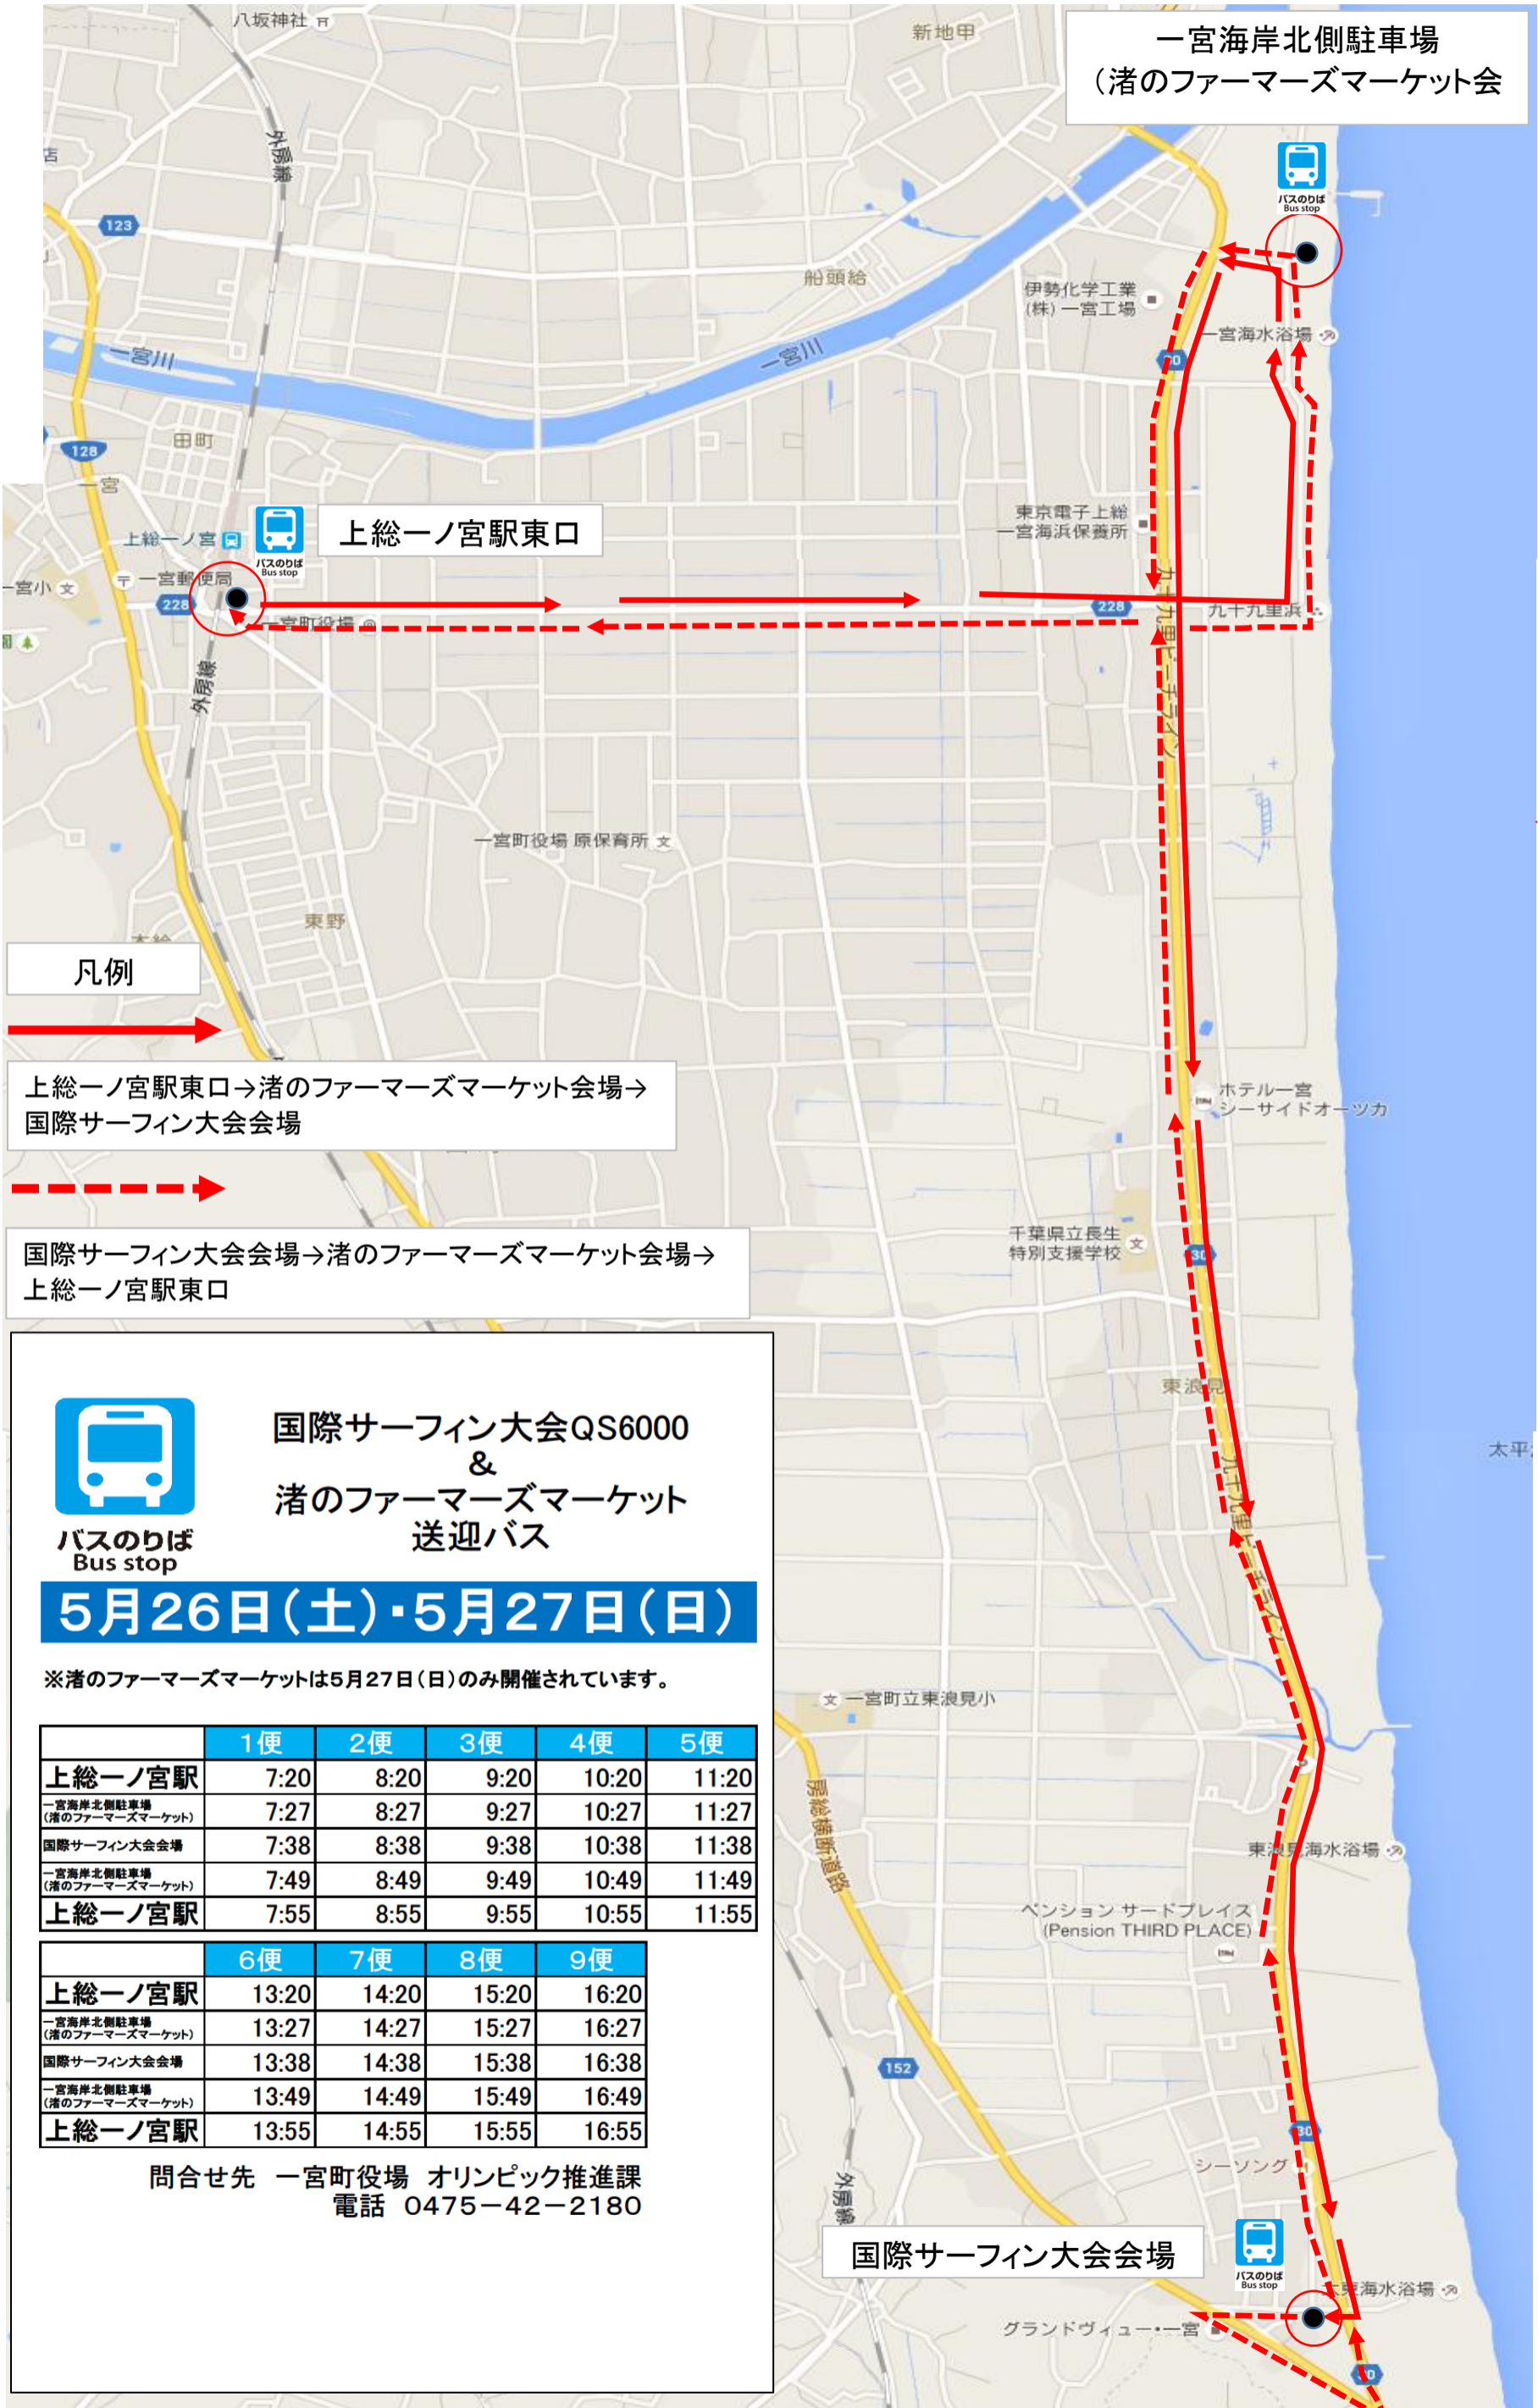 八坂神社
新地甲
一宮海岸北側駐車場
（渚のファーマーズマーケット会
外房線
店
バスのりば
Bus stop
123
船頭給
伊勢化学工業
(株) 一宮工場
一宮海水浴場
一宮川
一宮川
30
田町
128
一宮
上総一ノ宮
上総一ノ宮駅東口
バスのりば
Bus stop
東京電子上総
一宮海浜保養所
一宮小 文
〒 一宮郵便局
228
228
九十九里浜
一宮町役場
園
九十九里ビーチライン
外房線
一宮町役場 原保育所 文
東野
凡例
上総一ノ宮駅東口→渚のファーマーズマーケット会場→
国際サーフィン大会会場
ホテル一宮
シーサイドオーツカ
千葉県立長生
特別支援学校 文
30
国際サーフィン大会会場→渚のファーマーズマーケット会場→
上総一ノ宮駅東口
東浪見
太平
九十九里ビーチライン
バスのりば
Bus stop
国際サーフィン大会QS6000
&
渚のファーマーズマーケット
送迎バス
5月26日(土)・5月27日(日)
※渚のファーマーズマーケットは5月27日(日)のみ開催されています。
1便 2便 3便 4便 5便
上総一ノ宮駅 7:20 8:20 9:20 10:20 11:20
一宮海岸北側駐車場
(渚のファーマーズマーケット) 7:27 8:27 9:27 10:27 11:27
国際サーフィン大会会場 7:38 8:38 9:38 10:38 11:38
一宮海岸北側駐車場
(渚のファーマーズマーケット) 7:49 8:49 9:49 10:49 11:49
上総一ノ宮駅 7:55 8:55 9:55 10:55 11:55
6便 7便 8便 9便
上総一ノ宮駅 13:20 14:20 15:20 16:20
一宮海岸北側駐車場
(渚のファーマーズマーケット) 13:27 14:27 15:27 16:27
国際サーフィン大会会場 13:38 14:38 15:38 16:38
一宮海岸北側駐車場
(渚のファーマーズマーケット) 13:49 14:49 15:49 16:49
上総一ノ宮駅 13:55 14:55 15:55 16:55
問合せ先 一宮町役場 オリンピック推進課
電話 0475－42－2180
文 一宮町立東浪見小
房総横断道路
東浪見海水浴場
ペンション サードプレイス
(Pension THIRD PLACE)
152
30
シーソング
外房線
国際サーフィン大会会場
バスのりば
Bus stop
太東海水浴場
グランドヴュー・一宮
30